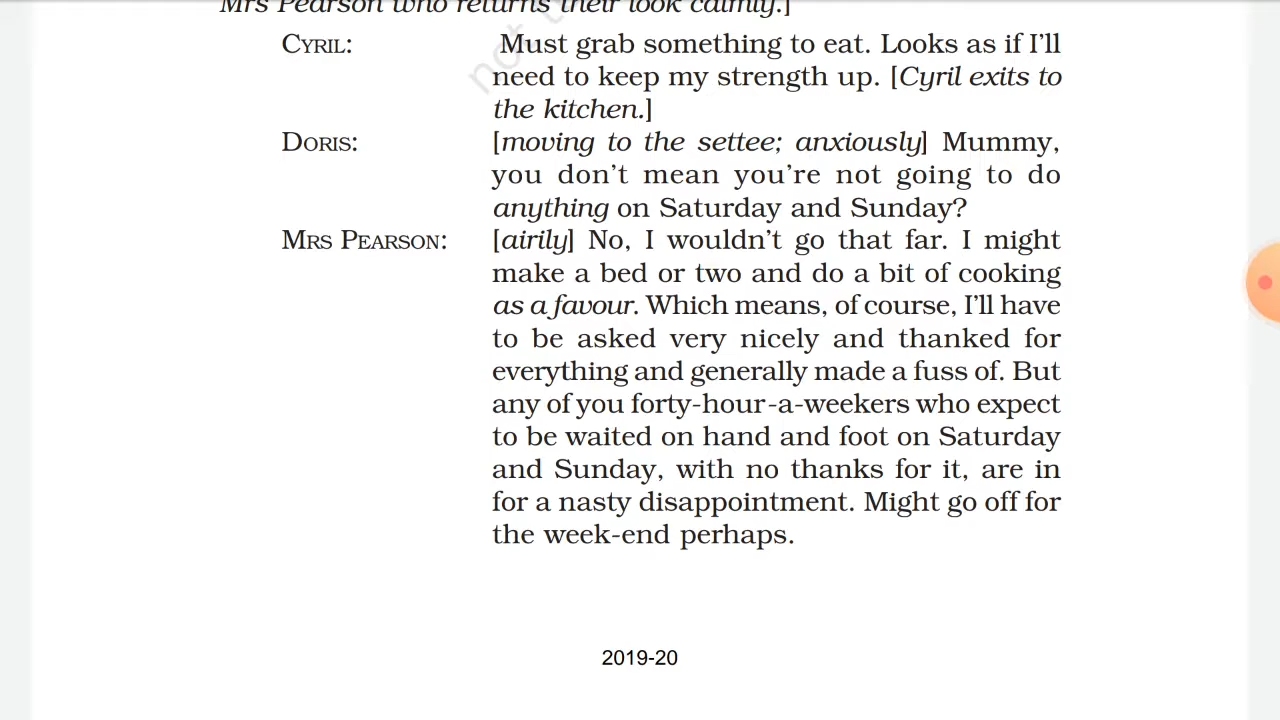 Mrs Pearson who returns their look calmly.]
CYRIL: Must grab something to eat. Looks as if I'll
need to keep my strength up. [Cyril exits to
the kitchen.]
DORIS: [moving to the settee; anxiously] Mummy,
you don't mean you're not going to do
anything on Saturday and Sunday?
MRS PEARSON: [airily] No, I wouldn't go that far. I might
make a bed or two and do a bit of cooking
as a favour. Which means, of course, I'll have
to be asked very nicely and thanked for
everything and generally made a fuss of. But
any of you forty-hour-a-weekers who expect
to be waited on hand and foot on Saturday
and Sunday, with no thanks for it, are in
for a nasty disappointment. Might go off for
the week-end perhaps.
not
2019-20